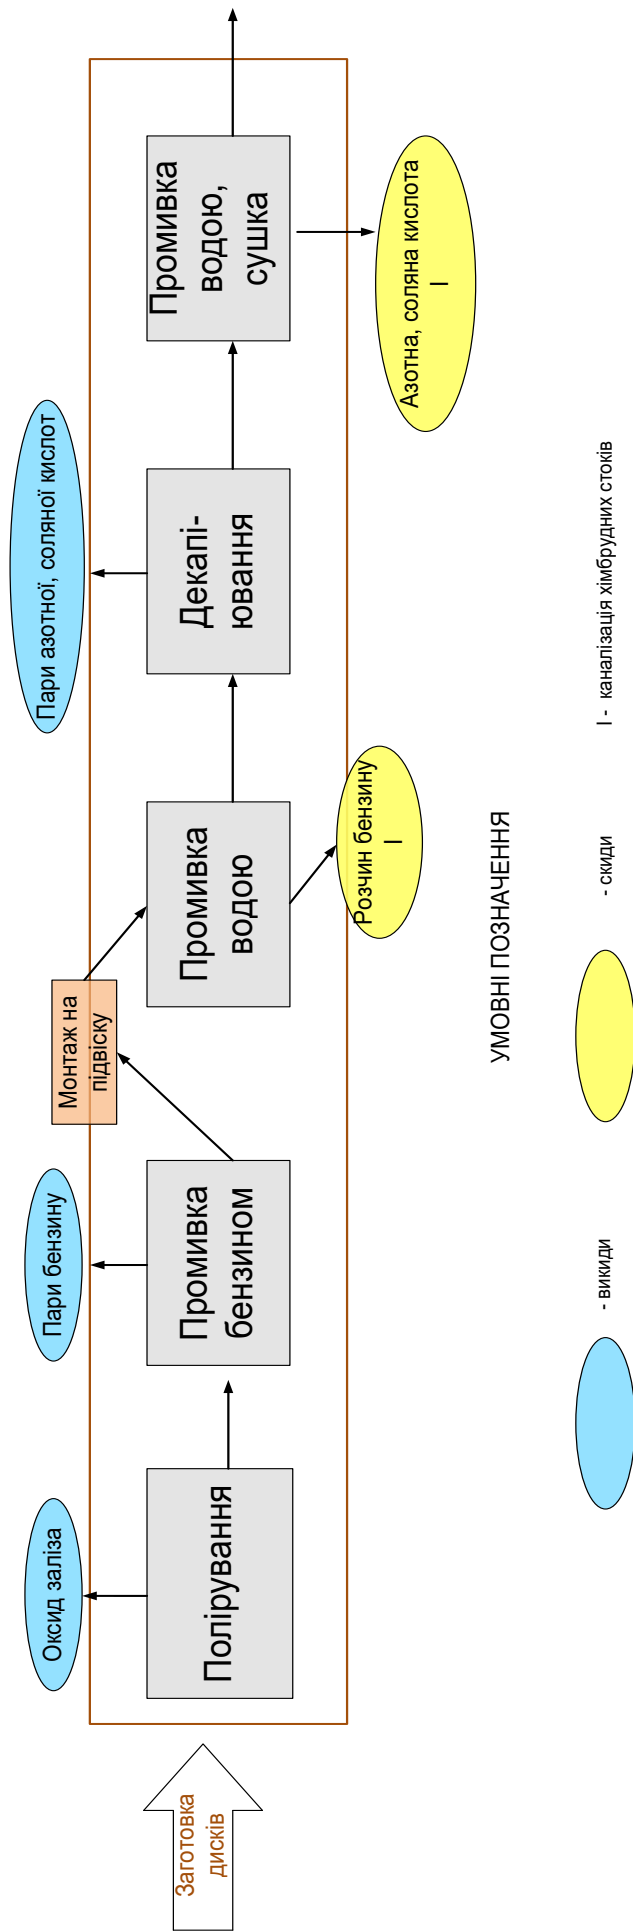 Заготовка
дисків
Оксид заліза
Полірування
Пари бензину
Промивка
бензином
Монтаж на
підвіску
Промивка
водою
Розчин бензину
I
Пари азотної, соляної кислот
Декапі-
ювання
Промивка
водою,
сушка
Азотна, соляна кислота
I
УМОВНІ ПОЗНАЧЕННЯ
- викиди
- скиди
I - каналізація хімбрудних стоків